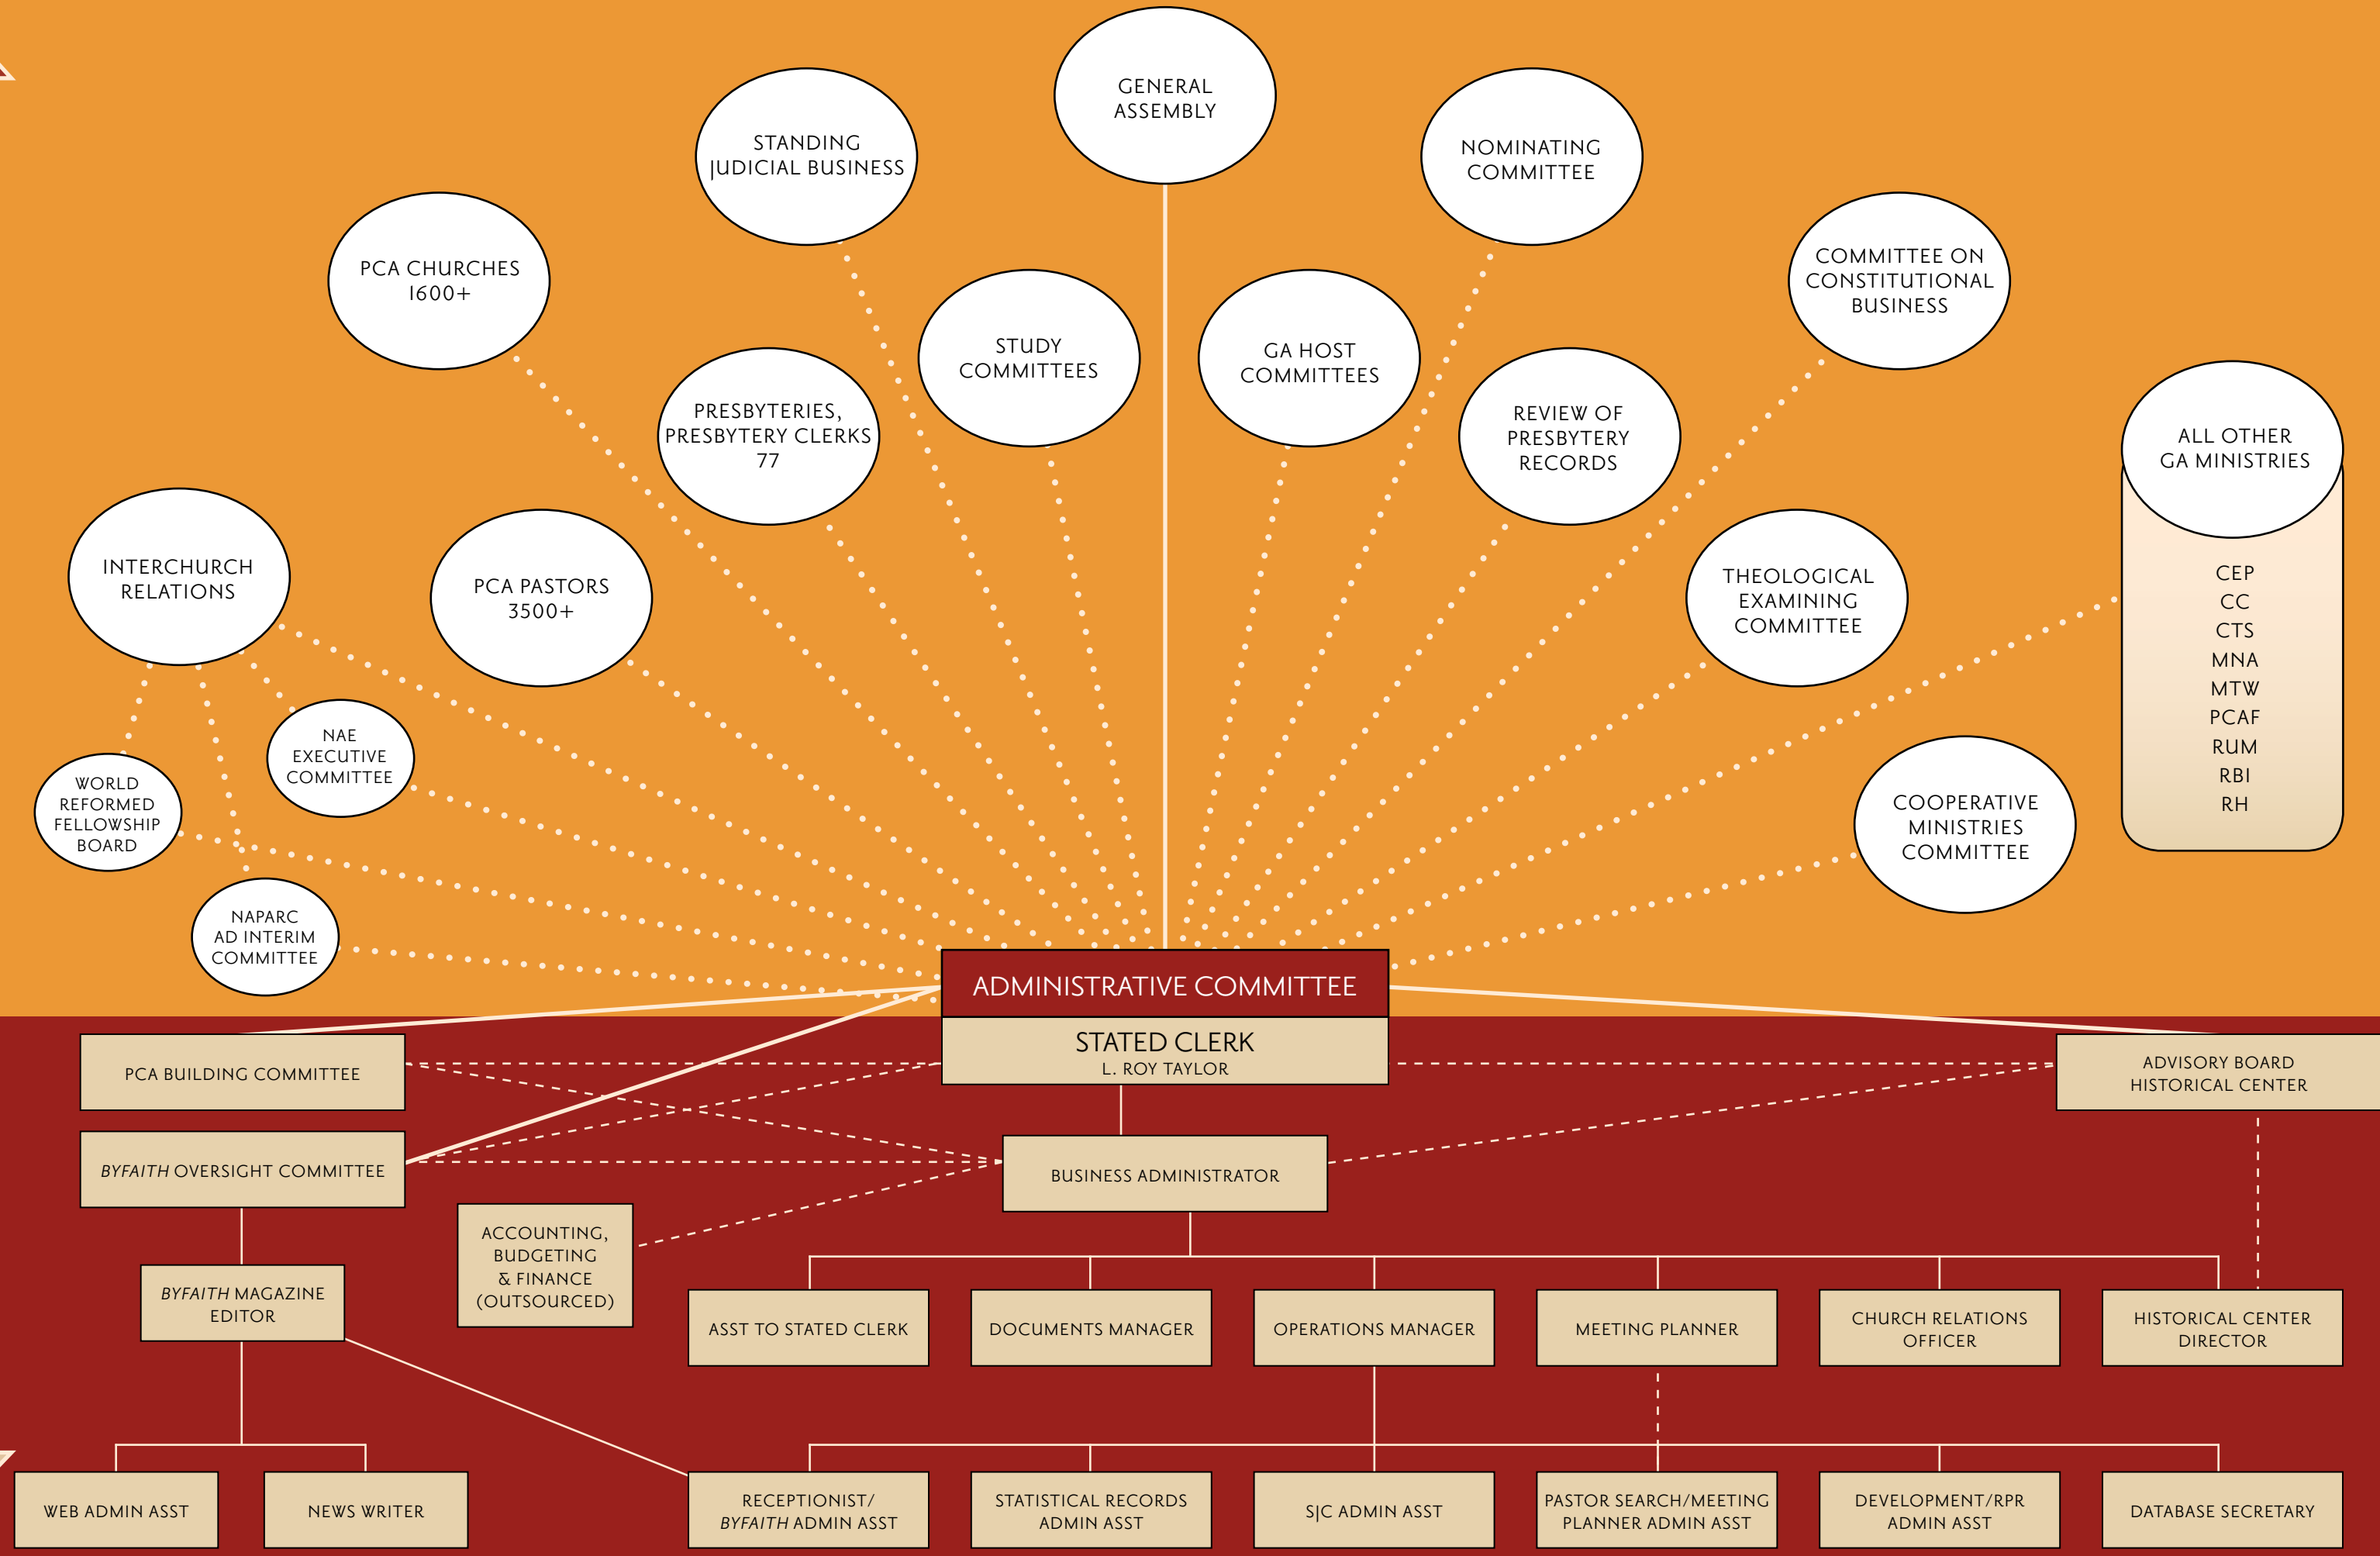 GENERAL
ASSEMBLY
STANDING
JUDICIAL BUSINESS
NOMINATING
COMMITTEE
PCA CHURCHES
1600+
COMMITTEE ON
CONSTITUTIONAL
BUSINESS
STUDY
COMMITTEES
GA HOST
COMMITTEES
PRESBYTERIES,
PRESBYTERY CLERKS
77
REVIEW OF
PRESBYTERY
RECORDS
ALL OTHER
GA MINISTRIES
CEP
CC
CTS
MNA
MTW
PCAF
RUM
RBI
RH
INTERCHURCH
RELATIONS
PCA PASTORS
3500+
THEOLOGICAL
EXAMINING
COMMITTEE
NAE
EXECUTIVE
COMMITTEE
WORLD
REFORMED
FELLOWSHIP
BOARD
COOPERATIVE
MINISTRIES
COMMITTEE
NAPARC
AD INTERIM
COMMITTEE
ADMINISTRATIVE COMMITTEE
STATED CLERK
L. ROY TAYLOR
PCA BUILDING COMMITTEE
ADVISORY BOARD
HISTORICAL CENTER
BYFAITH OVERSIGHT COMMITTEE
BUSINESS ADMINISTRATOR
ACCOUNTING,
BUDGETING
& FINANCE
(OUTSOURCED)
BYFAITH MAGAZINE
EDITOR
ASST TO STATED CLERK
DOCUMENTS MANAGER
OPERATIONS MANAGER
MEETING PLANNER
CHURCH RELATIONS
OFFICER
HISTORICAL CENTER
DIRECTOR
WEB ADMIN ASST
NEWS WRITER
RECEPTIONIST/
BYFAITH ADMIN ASST
STATISTICAL RECORDS
ADMIN ASST
SJC ADMIN ASST
PASTOR SEARCH/MEETING
PLANNER ADMIN ASST
DEVELOPMENT/RPR
ADMIN ASST
DATABASE SECRETARY